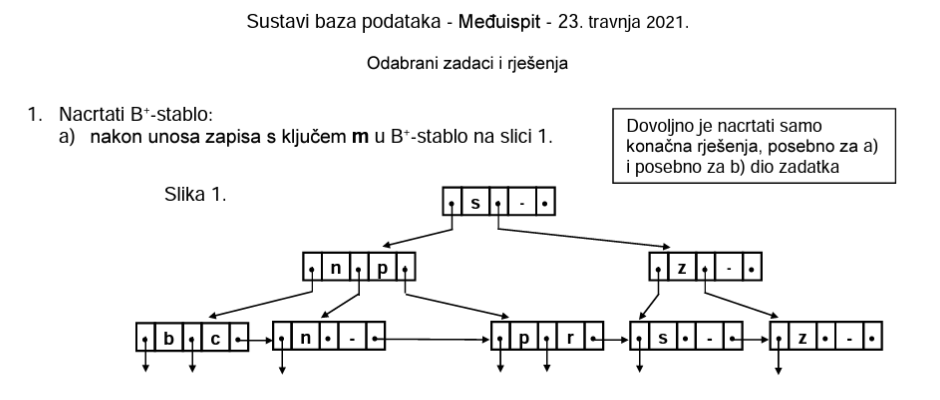 Sustavi baza podataka - Međuispit - 23. travnja 2021.
Odabrani zadaci i rješenja
1. Nacrtati B⁺-stablo:
a) nakon unosa zapisa s ključem m u B⁺-stablo na slici 1.
Dovoljno je nacrtati samo
konačna rješenja, posebno za a)
i posebno za b) dio zadatka
Slika 1.
s -
n p
z -
b c
n -
p r
s -
z -